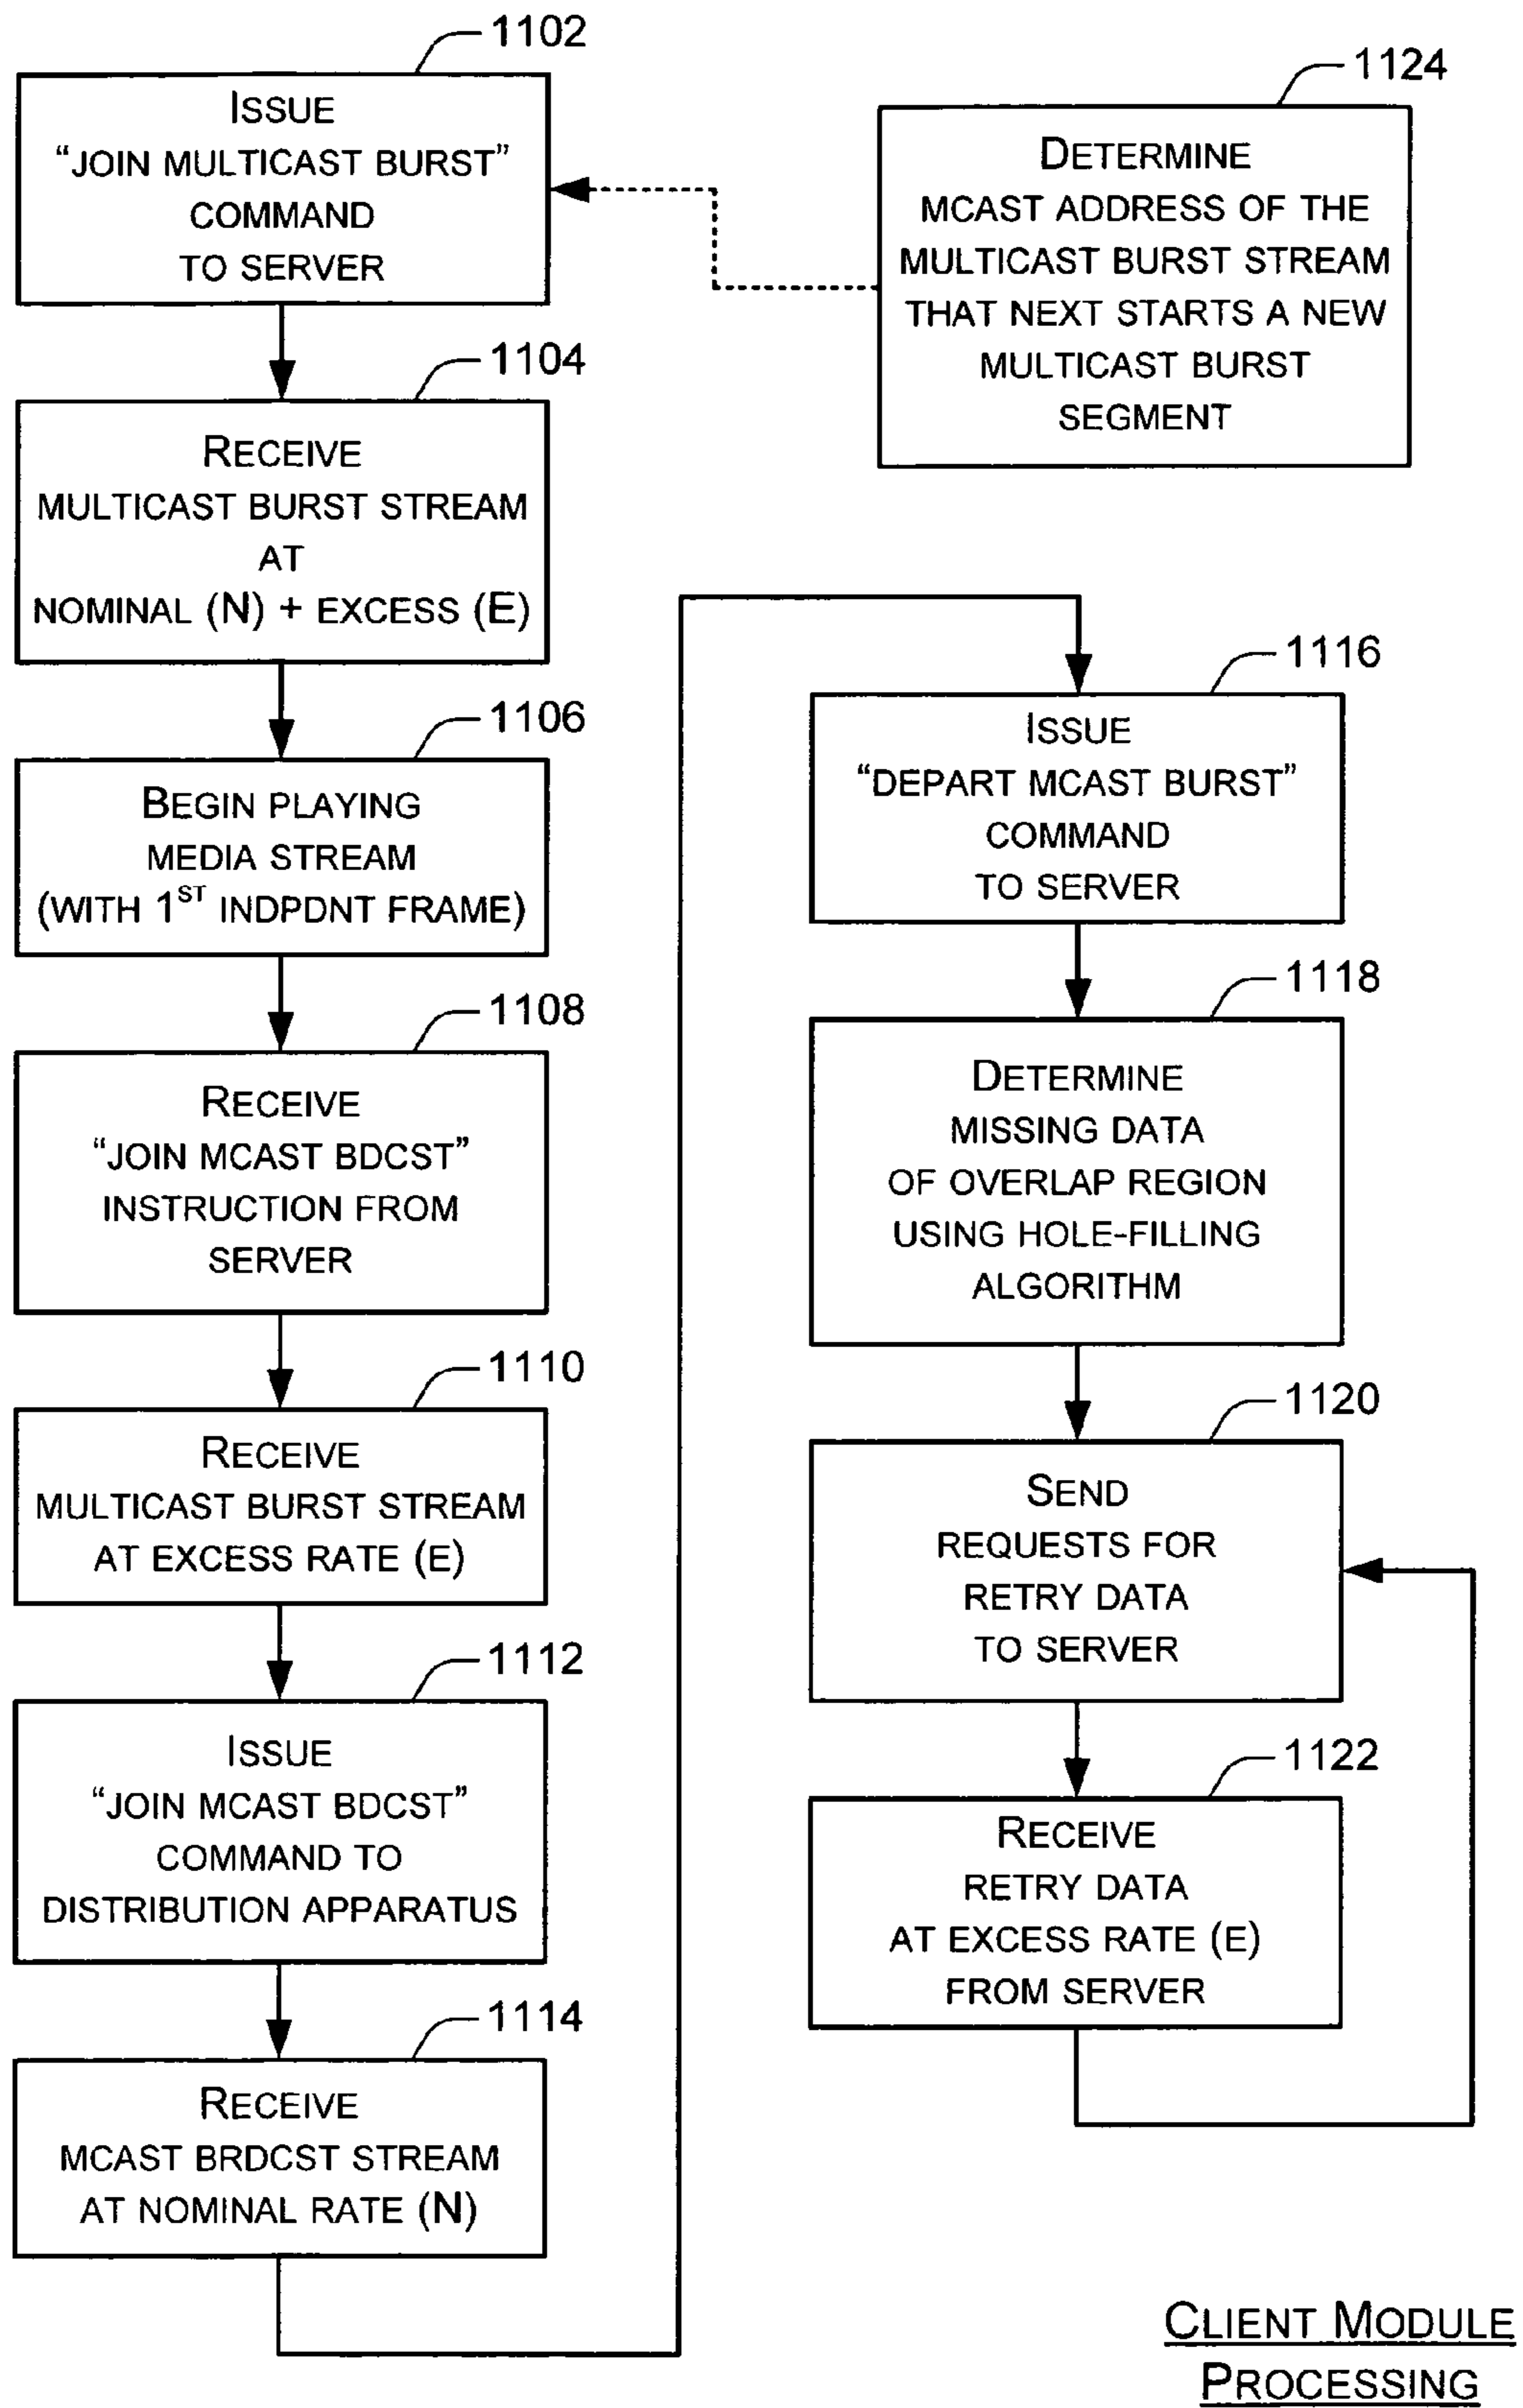 1102
ISSUE
“JOIN MULTICAST BURST”
COMMAND
TO SERVER
1124
DETERMINE
MCAST ADDRESS OF THE
MULTICAST BURST STREAM
THAT NEXT STARTS A NEW
MULTICAST BURST
SEGMENT
1104
RECEIVE
MULTICAST BURST STREAM
AT
NOMINAL (N) + EXCESS (E)
1106
BEGIN PLAYING
MEDIA STREAM
(WITH 1ST INDPDNT FRAME)
1108
RECEIVE
“JOIN MCAST BDCST”
INSTRUCTION FROM
SERVER
1110
RECEIVE
MULTICAST BURST STREAM
AT EXCESS RATE (E)
1112
ISSUE
“JOIN MCAST BDCST”
COMMAND TO
DISTRIBUTION APPARATUS
1114
RECEIVE
MCAST BRDCST STREAM
AT NOMINAL RATE (N)
1116
ISSUE
“DEPART MCAST BURST”
COMMAND
TO SERVER
1118
DETERMINE
MISSING DATA
OF OVERLAP REGION
USING HOLE-FILLING
ALGORITHM
1120
SEND
REQUESTS FOR
RETRY DATA
TO SERVER
1122
RECEIVE
RETRY DATA
AT EXCESS RATE (E)
FROM SERVER
CLIENT MODULE
PROCESSING